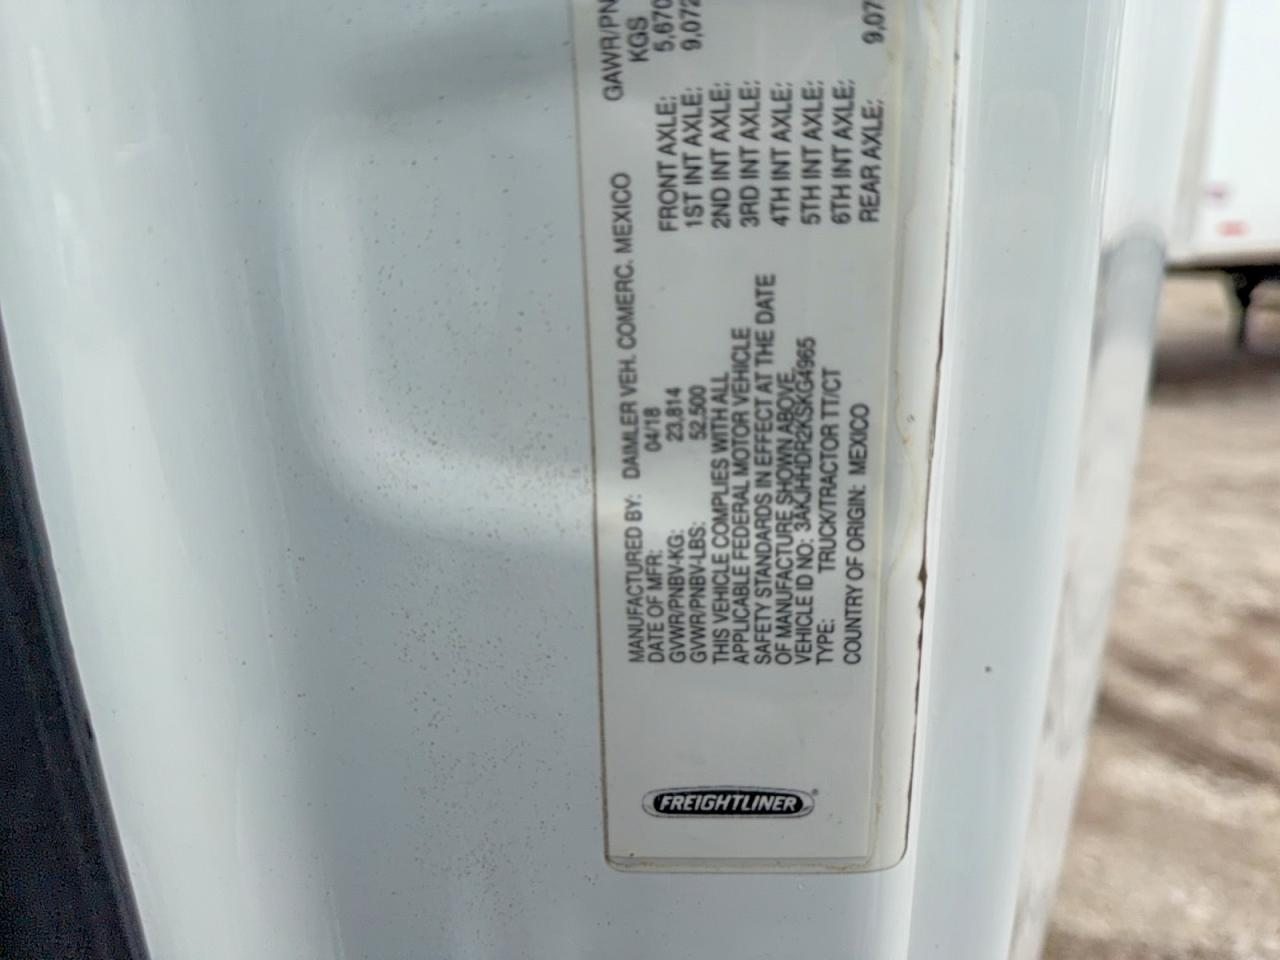 FREIGHTLINER®
MANUFACTURED BY: DAIMLER VEH. COMERC. MEXICO
DATE OF MFR: 04/18
GVWR/PNBV-KG: 23,814
GVWR/PNBV-LBS: 52,500
THIS VEHICLE COMPLIES WITH ALL
APPLICABLE FEDERAL MOTOR VEHICLE
SAFETY STANDARDS IN EFFECT AT THE DATE
OF MANUFACTURE SHOWN ABOVE.
VEHICLE ID NO: 3AKJHHDR2KSKG4965
TYPE: TRUCK/TRACTOR TT/CT
COUNTRY OF ORIGIN: MEXICO
GAWR/PN
KGS
FRONT AXLE: 5,670
1ST INT AXLE: 9,072
2ND INT AXLE:
3RD INT AXLE:
4TH INT AXLE:
5TH INT AXLE:
6TH INT AXLE:
REAR AXLE: 9,07